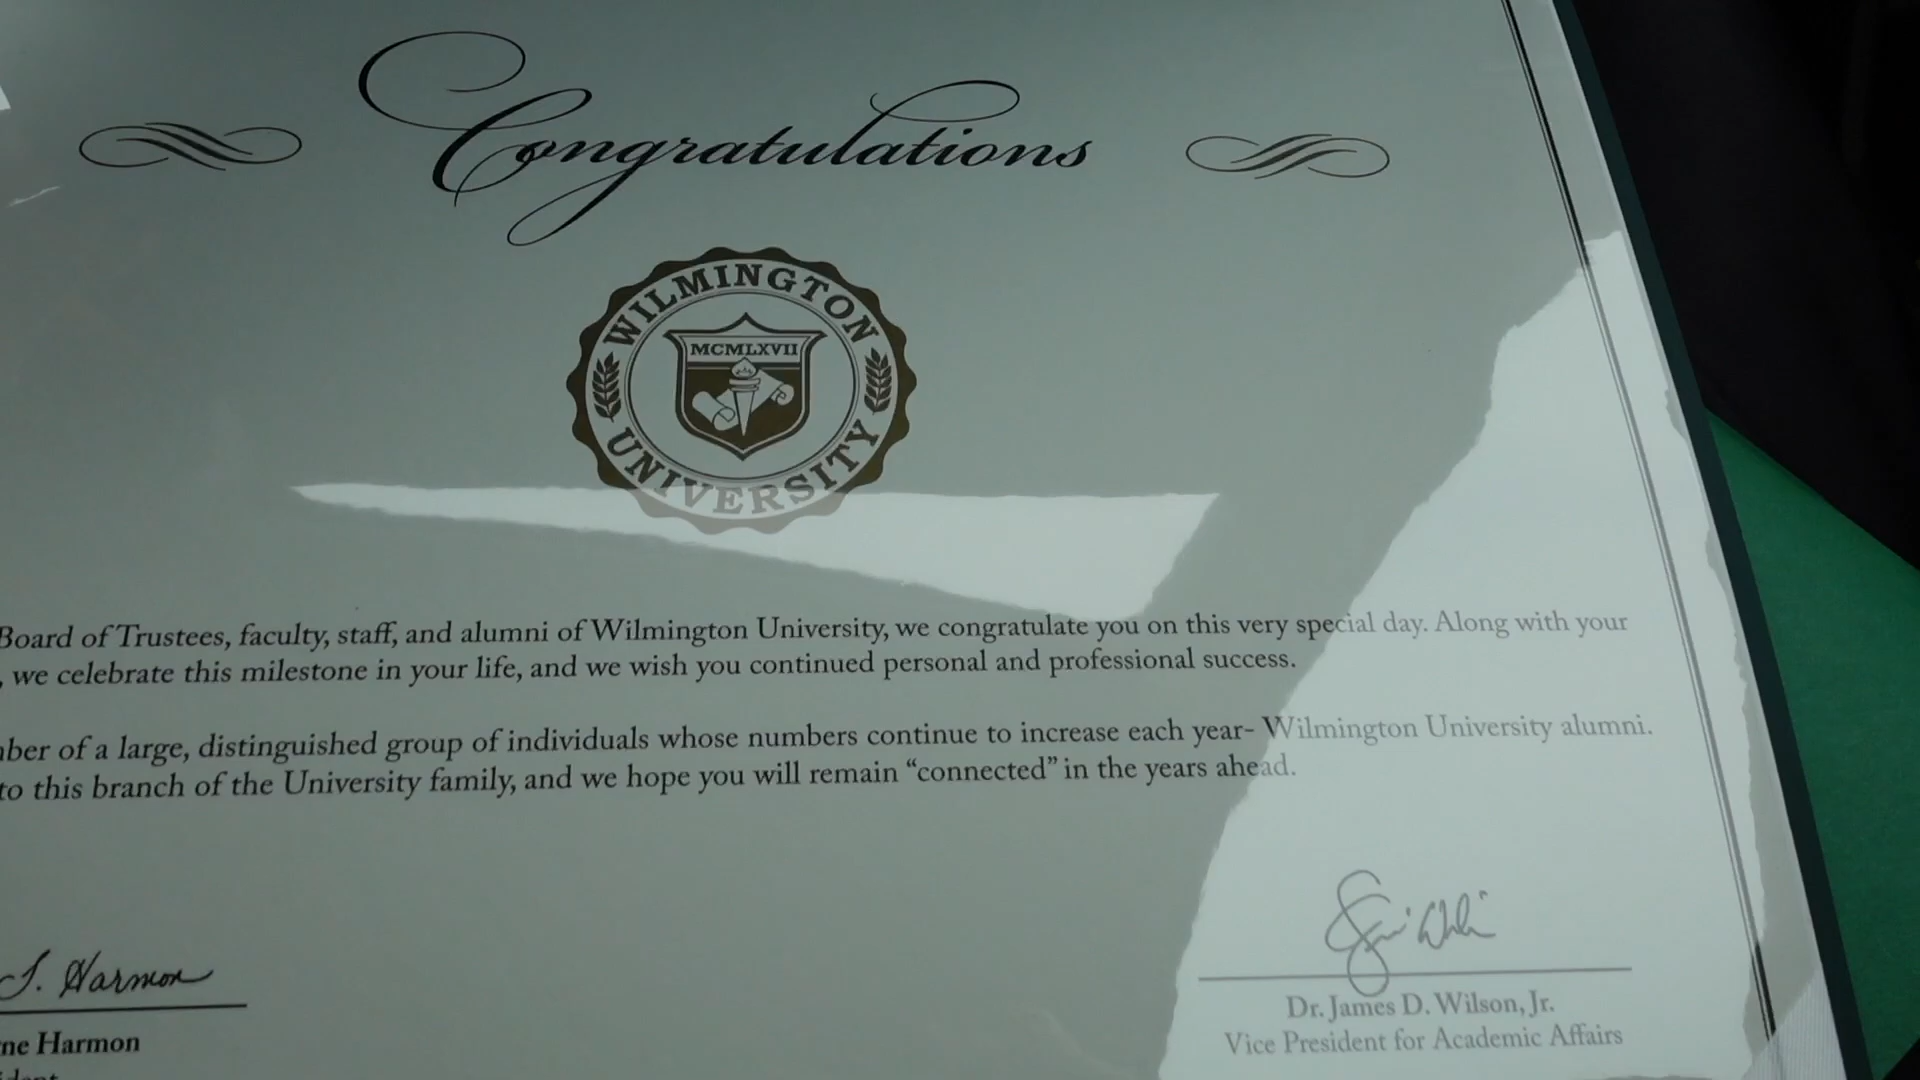 Congratulations
WILMINGTON
MCMLXVII
UNIVERSITY
Board of Trustees, faculty, staff, and alumni of Wilmington University, we congratulate you on this very special day. Along with your
, we celebrate this milestone in your life, and we wish you continued personal and professional success.
of a large, distinguished group of individuals whose numbers continue to increase each year- Wilmington University alumni.
to this branch of the University family, and we hope you will remain “connected” in the years ahead.
J. Harmon
Harmon
Dr. James D. Wilson, Jr.
Vice President for Academic Affairs